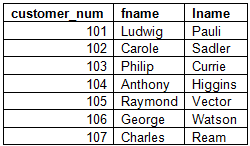 customer_num fname lname
101 Ludwig Pauli
102 Carole Sadler
103 Philip Currie
104 Anthony Higgins
105 Raymond Vector
106 George Watson
107 Charles Ream